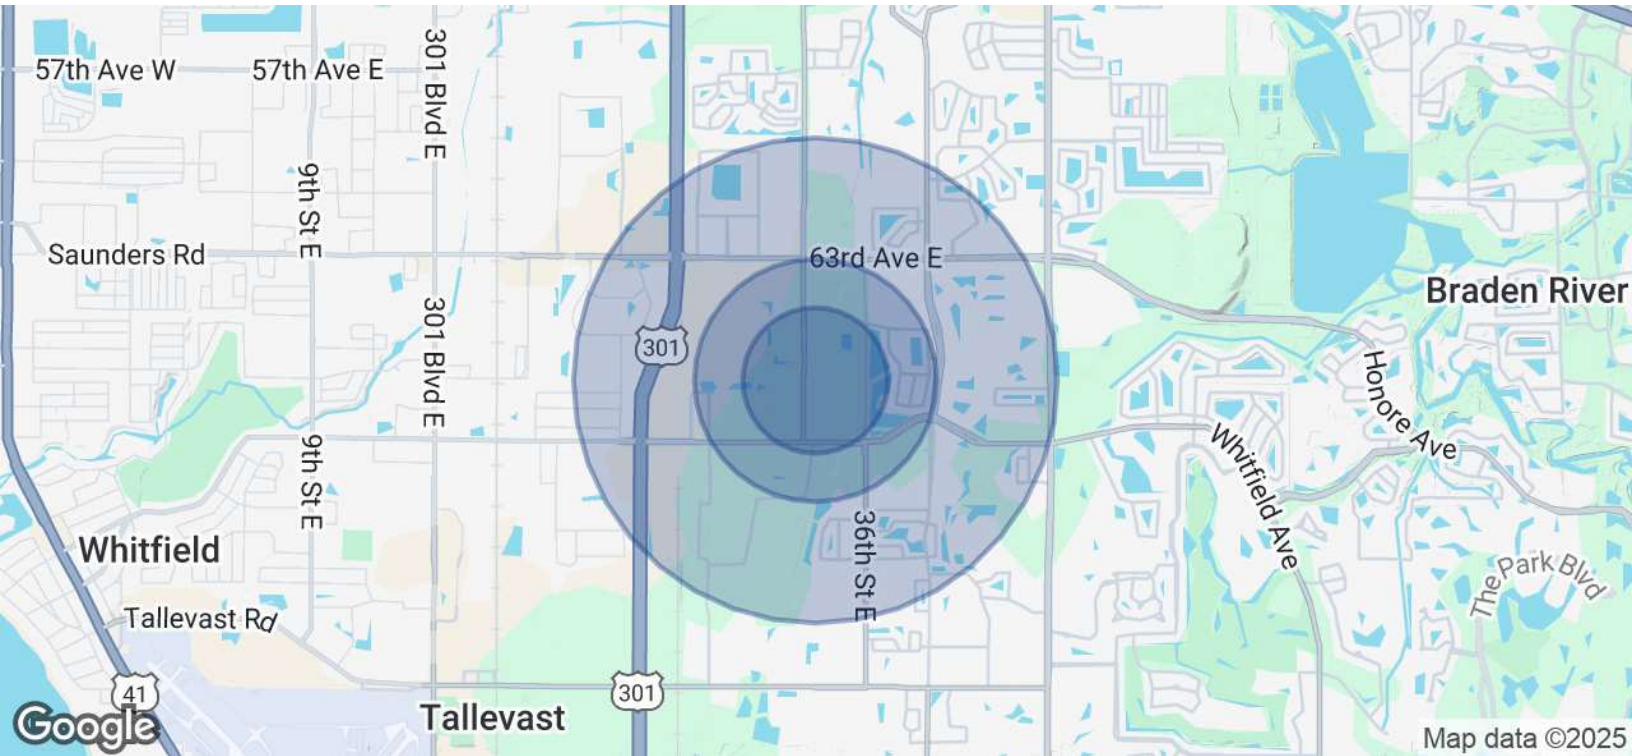 57th Ave W
57th Ave E
301 Blvd E
9th St E
Saunders Rd
63rd Ave E
Braden River
301 Blvd E
301
Honore Ave
Whitfield Ave
9th St E
36th St E
Whitfield
The Park Blvd
Tallevast Rd
41
301
Tallevast
Google
Map data ©2025